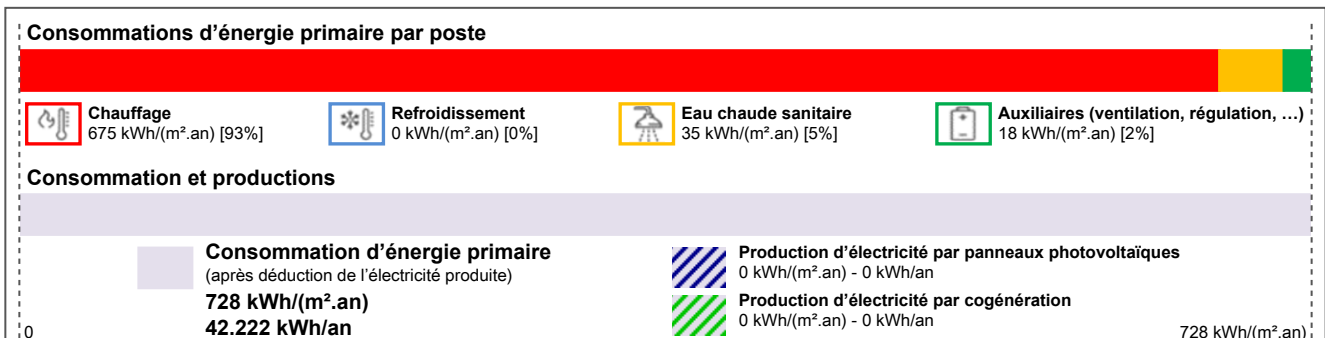 Consommations d'énergie primaire par poste
Chauffage
675 kWh/(m².an) [93%]
Refroidissement
0 kWh/(m².an) [0%]
Eau chaude sanitaire
35 kWh/(m².an) [5%]
Auxiliaires (ventilation, régulation, …)
18 kWh/(m².an) [2%]
Consommation et productions
Consommation d'énergie primaire
(après déduction de l'électricité produite)
728 kWh/(m².an)
42.222 kWh/an
Production d'électricité par panneaux photovoltaïques
0 kWh/(m².an) - 0 kWh/an
Production d'électricité par cogénération
0 kWh/(m².an) - 0 kWh/an
0
728 kWh/(m².an)